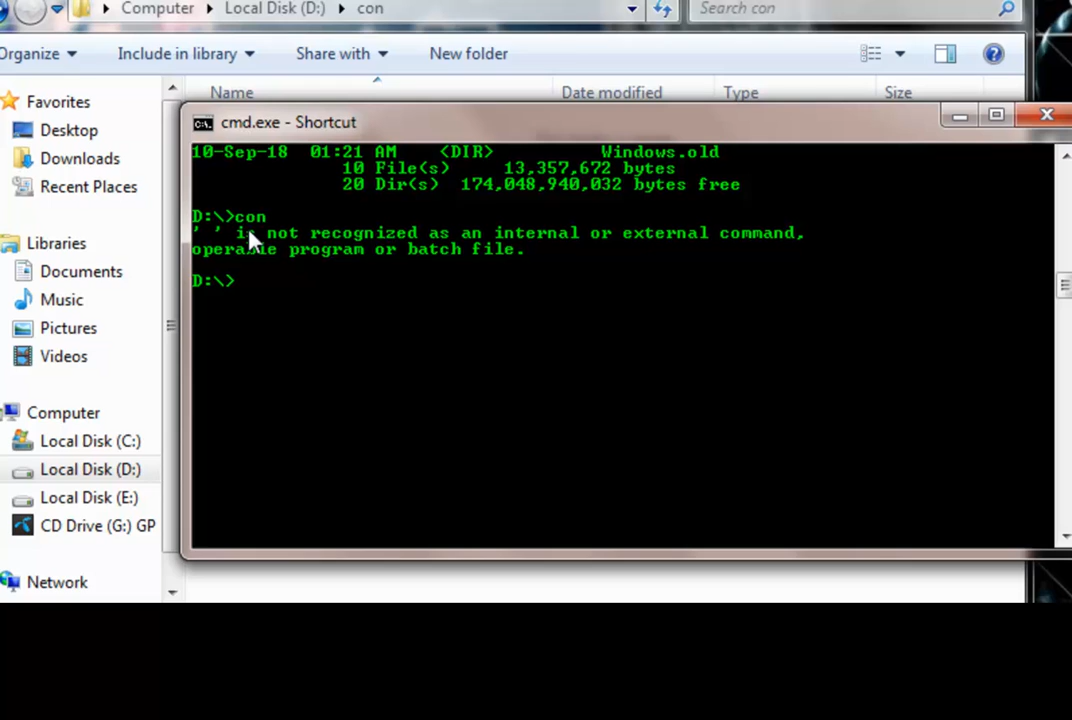 Computer Local Disk (D:) con Search con
Organize Include in library Share with New folder
Name Date modified Type Size
Favorites
Desktop
Downloads
Recent Places
Libraries
Documents
Music
Pictures
Videos
Computer
Local Disk (C:)
Local Disk (D:)
Local Disk (E:)
CD Drive (G:) GP
Network
C:\. cmd.exe - Shortcut
10-Sep-18 01:21 AM <DIR> Windows.old
10 File(s) 13,357,672 bytes
20 Dir(s) 174,048,940,032 bytes free
D:\>con
' ' is not recognized as an internal or external command,
operable program or batch file.
D:\>